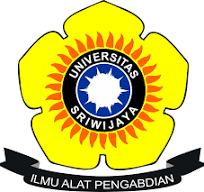 UNIVERSITAS
SRIWIJAYA
ILMU ALAT PENGABDIAN